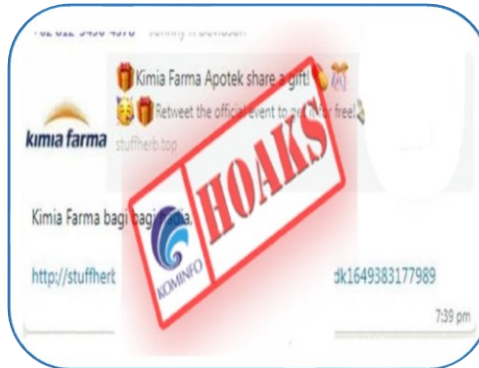 Kimia Farma Apotek share a gift!
Retweet the official event to get it for free!
kimia farma
stuffherb.top
HOAKS
KOMINFO
Kimia Farma bagi bagi hadia
http://stuffherb dk1649383177989
7:39 pm